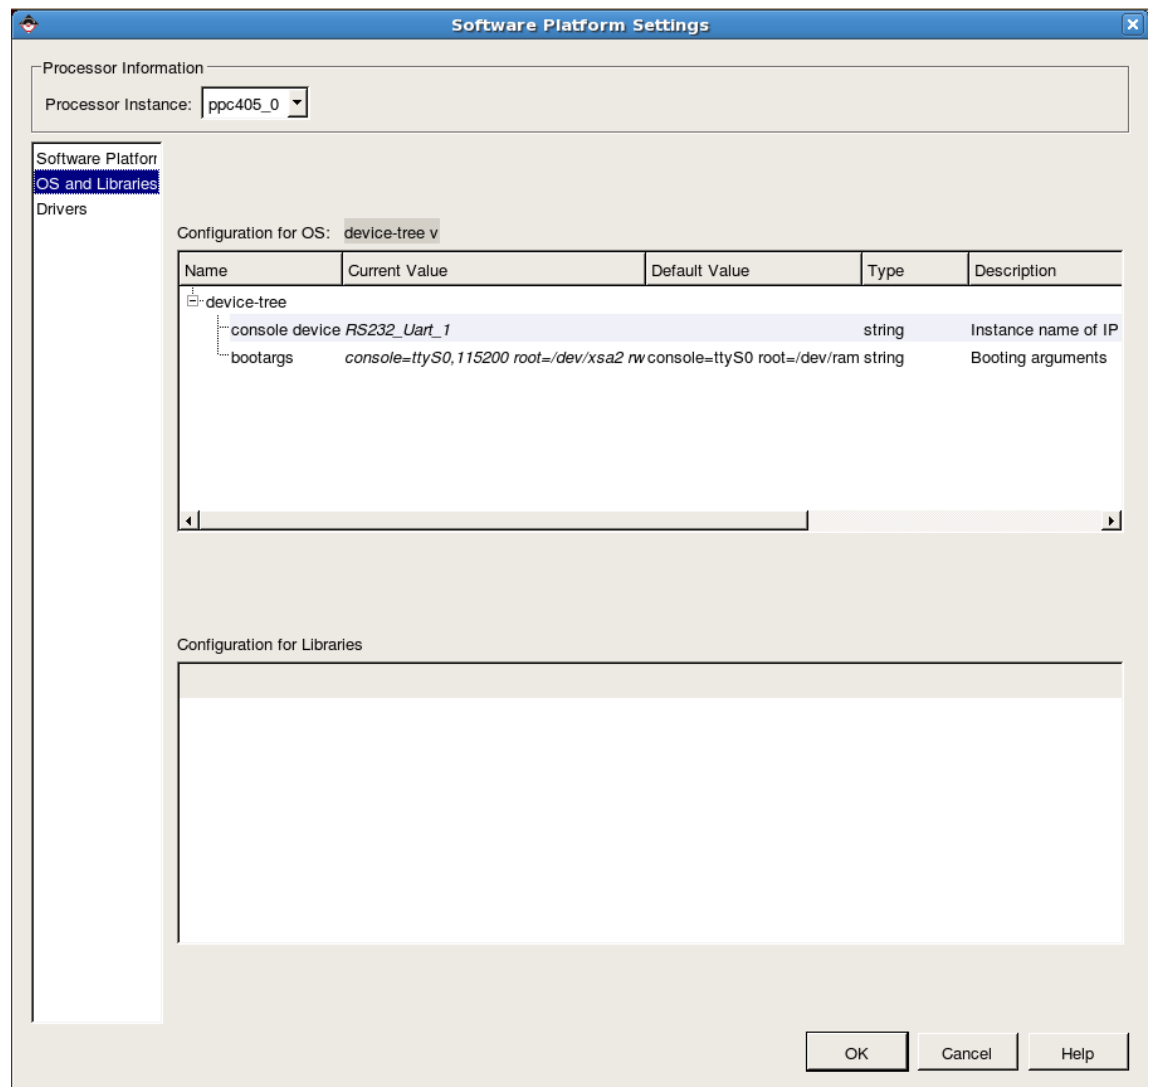 Software Platform Settings
Processor Information
Processor Instance: ppc405_0
Software Platforr
OS and Libraries
Drivers
Configuration for OS: device-tree v
Name Current Value Default Value Type Description
device-tree
console device RS232_Uart_1 string Instance name of IP
bootargs console=ttyS0,115200 root=/dev/xsa2 rw console=ttyS0 root=/dev/ram string Booting arguments
Configuration for Libraries
OK Cancel Help